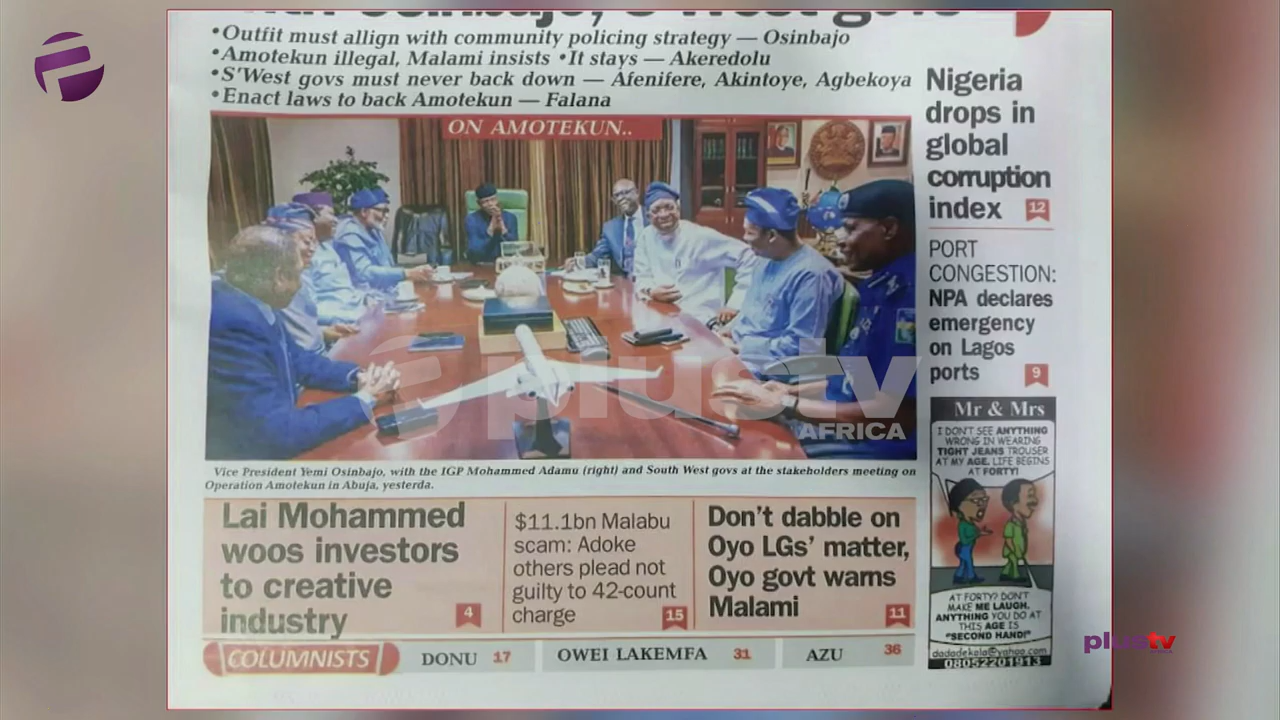 •Outfit must allign with community policing strategy — Osinbajo
•Amotekun illegal, Malami insists •It stays — Akeredolu
•S'West govs must never back down — Afenifere, Akintoye, Agbekoya
•Enact laws to back Amotekun — Falana
ON AMOTEKUN..
Vice President Yemi Osinbajo, with the IGP Mohammed Adamu (right) and South West govs at the stakeholders meeting on
Operation Amotekun in Abuja, yesterda.
Nigeria
drops in
global
corruption
index 12
PORT
CONGESTION:
NPA declares
emergency
on Lagos
ports 9
Mr & Mrs
I DON'T SEE ANYTHING
WRONG IN WEARING
TIGHT JEANS TROUSER
AT MY AGE. LIFE BEGINS
AT FORTY!
AT FORTY? DON'T
MAKE ME LAUGH.
ANYTHING YOU DO AT
THIS AGE IS
"SECOND HAND!"
dadadekola@yahoo.com
08052201913
Lai Mohammed
woos investors
to creative
industry 4
$11.1bn Malabu
scam: Adoke
others plead not
guilty to 42-count
charge 15
Don't dabble on
Oyo LGs' matter,
Oyo govt warns
Malami 11
COLUMNISTS DONU 17 OWEI LAKEMFA 31 AZU 36
plustv
AFRICA
plustv